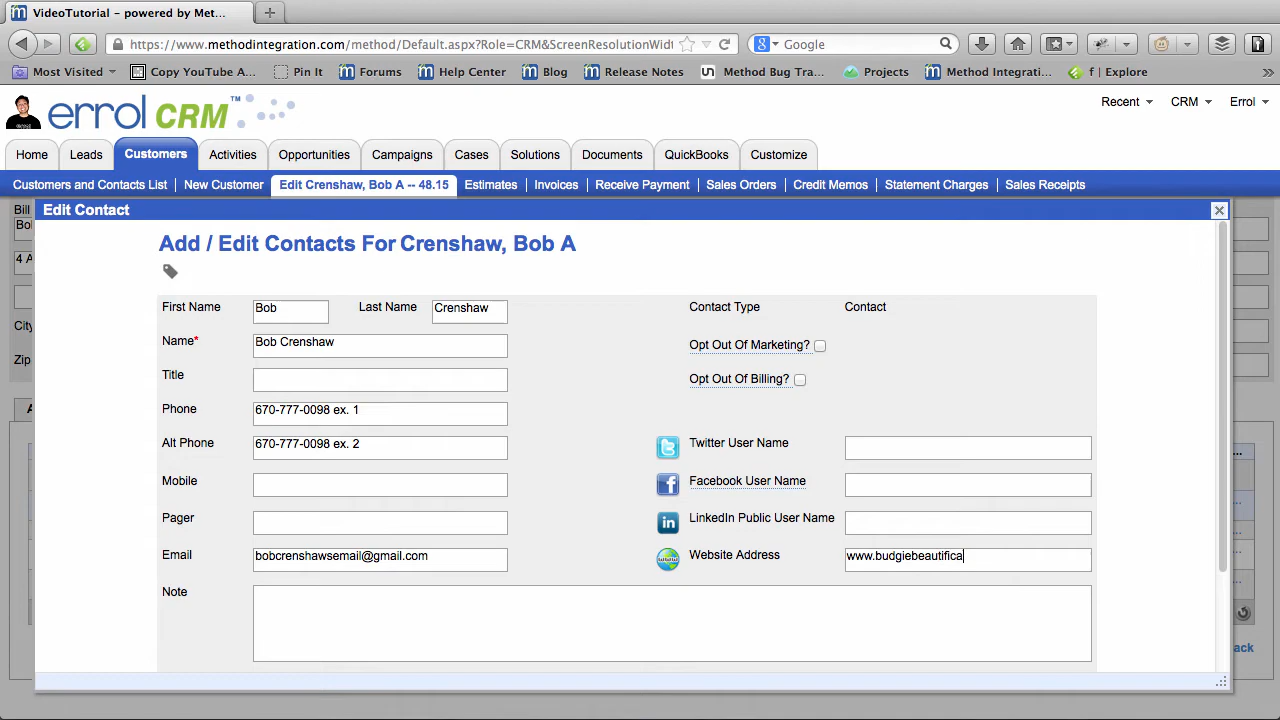 VideoTutorial – powered by Met...
https://www.methodintegration.com/method/Default.aspx?Role=CRM&ScreenResolutionWidt
Google
Most Visited
Copy YouTube A...
Pin It
Forums
Help Center
Blog
Release Notes
Method Bug Tra...
Projects
Method Integrati...
f | Explore
errol CRM™
Recent
CRM
Errol
Home
Leads
Customers
Activities
Opportunities
Campaigns
Cases
Solutions
Documents
QuickBooks
Customize
Customers and Contacts List
New Customer
Edit Crenshaw, Bob A -- 48.15
Estimates
Invoices
Receive Payment
Sales Orders
Credit Memos
Statement Charges
Sales Receipts
Bill
Bo
4 A
City
Zip
Edit Contact
Add / Edit Contacts For Crenshaw, Bob A
First Name
Bob
Last Name
Crenshaw
Contact Type
Contact
Name*
Bob Crenshaw
Opt Out Of Marketing?
Title
Opt Out Of Billing?
Phone
670-777-0098 ex. 1
Alt Phone
670-777-0098 ex. 2
Twitter User Name
Mobile
Facebook User Name
Pager
LinkedIn Public User Name
Email
bobcrenshawsemail@gmail.com
Website Address
www.budgiebeautifica
Note
ack